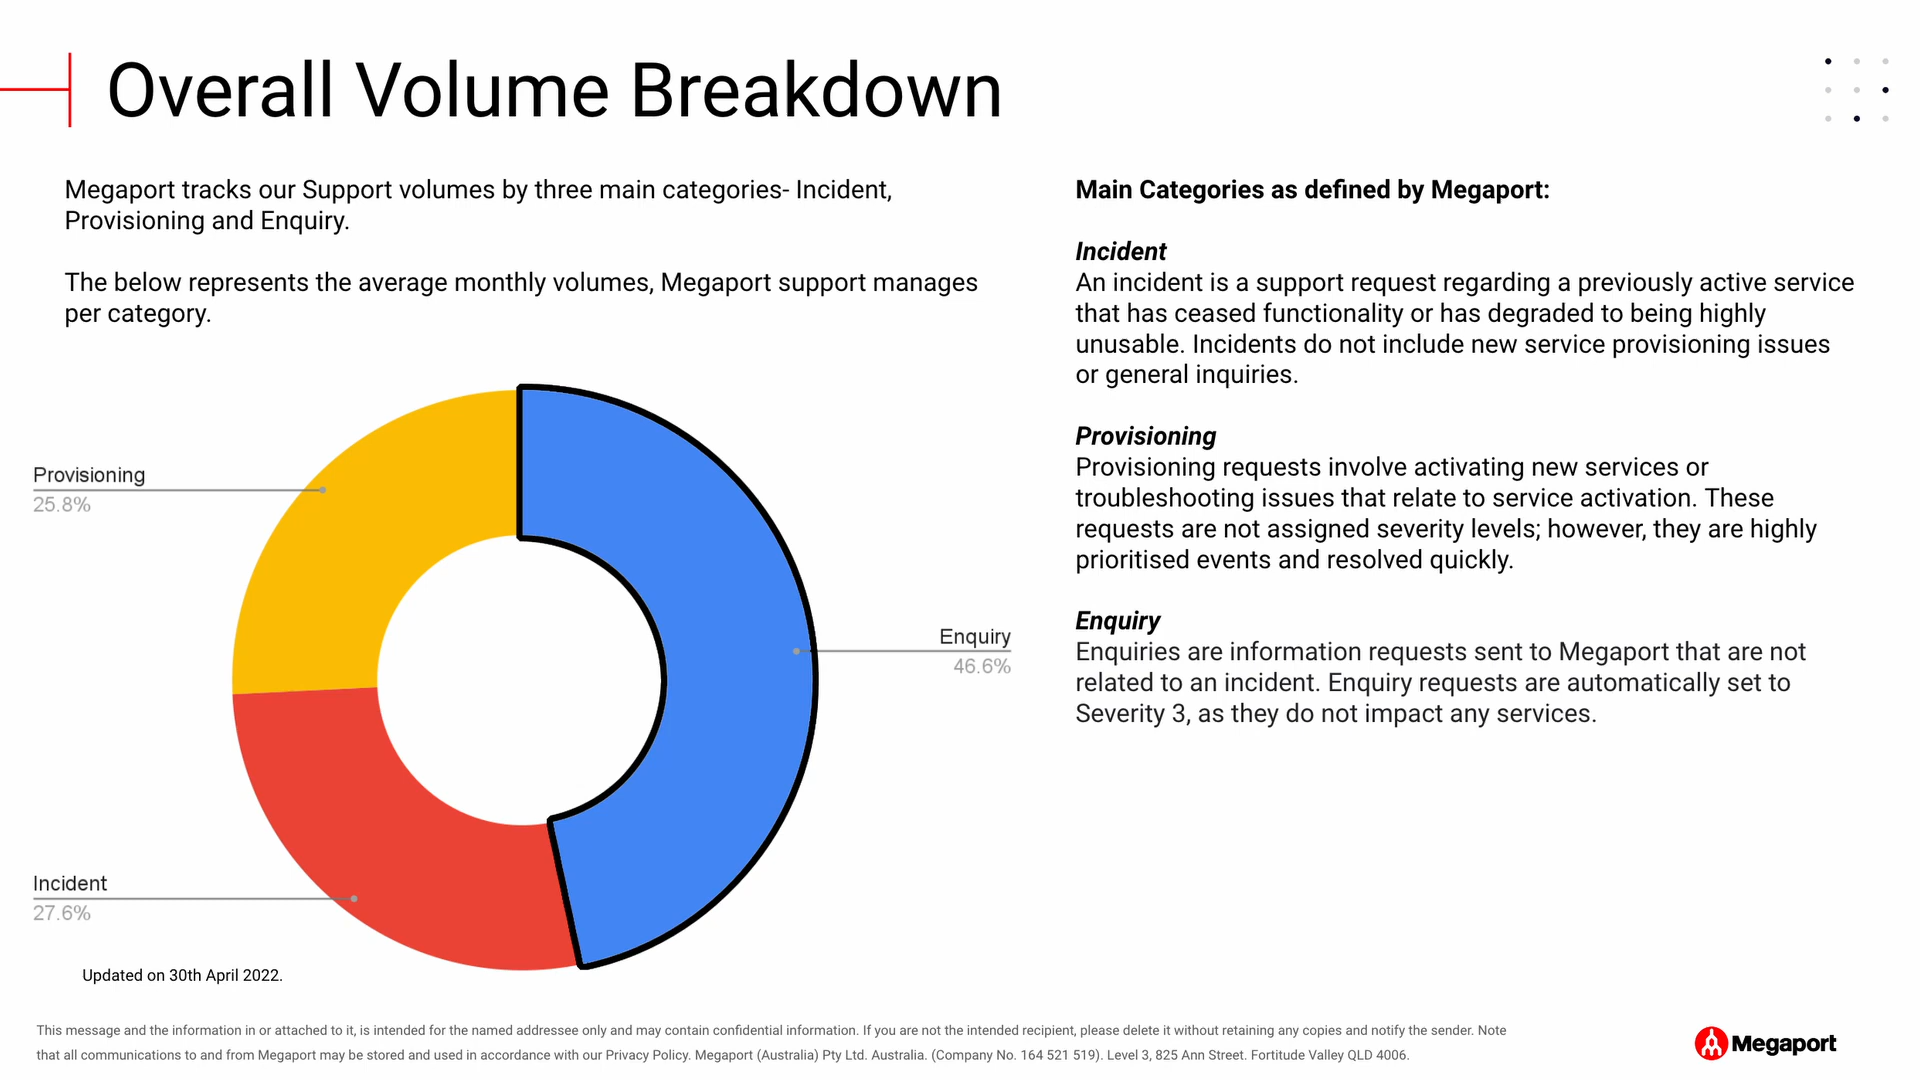 Overall Volume Breakdown
Megaport tracks our Support volumes by three main categories- Incident,
Provisioning and Enquiry.
The below represents the average monthly volumes, Megaport support manages
per category.
Provisioning
25.8%
Enquiry
46.6%
Incident
27.6%
Updated on 30th April 2022.
Main Categories as defined by Megaport:
Incident
An incident is a support request regarding a previously active service
that has ceased functionality or has degraded to being highly
unusable. Incidents do not include new service provisioning issues
or general inquiries.
Provisioning
Provisioning requests involve activating new services or
troubleshooting issues that relate to service activation. These
requests are not assigned severity levels; however, they are highly
prioritised events and resolved quickly.
Enquiry
Enquiries are information requests sent to Megaport that are not
related to an incident. Enquiry requests are automatically set to
Severity 3, as they do not impact any services.
This message and the information in or attached to it, is intended for the named addressee only and may contain confidential information. If you are not the intended recipient, please delete it without retaining any copies and notify the sender. Note
that all communications to and from Megaport may be stored and used in accordance with our Privacy Policy. Megaport (Australia) Pty Ltd. Australia. (Company No. 164 521 519). Level 3, 825 Ann Street. Fortitude Valley QLD 4006.
Megaport